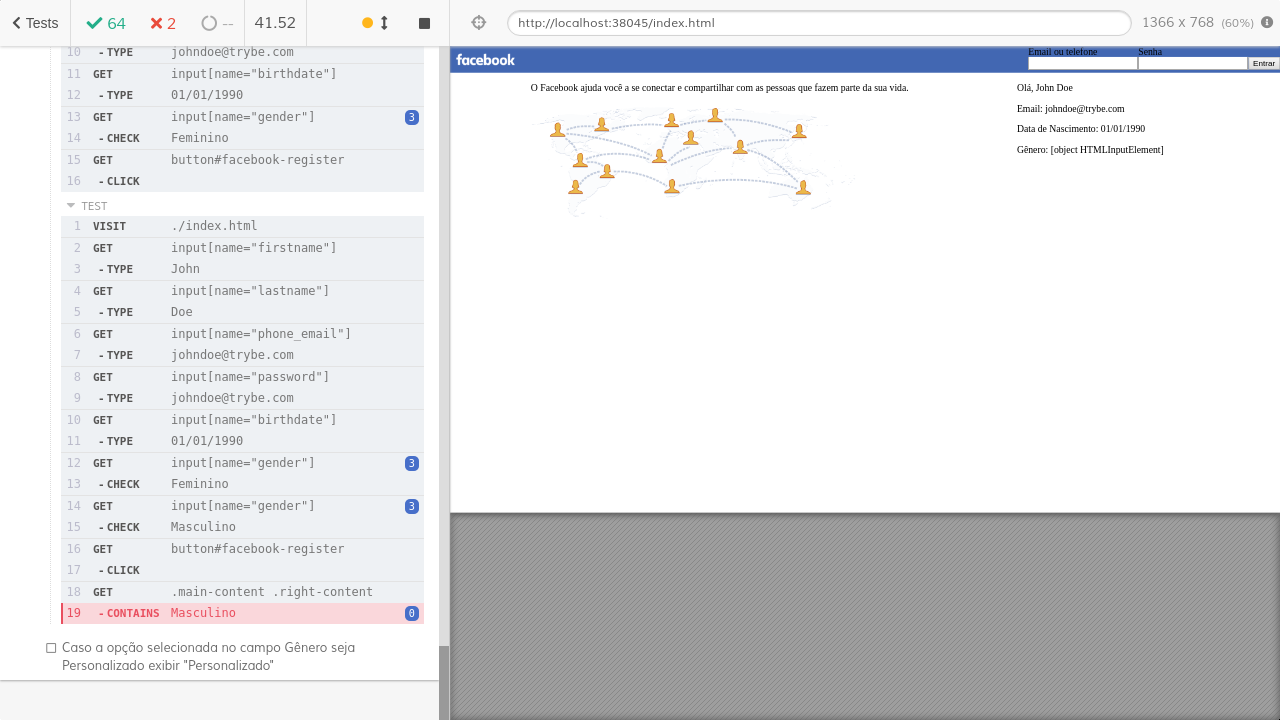 Tests
64
2
--
41.52
http://localhost:38045/index.html
1366 x 768 (60%)
10 - TYPE johndoe@trybe.com
11 GET input[name="birthdate"]
12 - TYPE 01/01/1990
13 GET input[name="gender"] 3
14 - CHECK Feminino
15 GET button#facebook-register
16 - CLICK
TEST
1 VISIT ./index.html
2 GET input[name="firstname"]
3 - TYPE John
4 GET input[name="lastname"]
5 - TYPE Doe
6 GET input[name="phone_email"]
7 - TYPE johndoe@trybe.com
8 GET input[name="password"]
9 - TYPE johndoe@trybe.com
10 GET input[name="birthdate"]
11 - TYPE 01/01/1990
12 GET input[name="gender"] 3
13 - CHECK Feminino
14 GET input[name="gender"] 3
15 - CHECK Masculino
16 GET button#facebook-register
17 - CLICK
18 GET .main-content .right-content
19 - CONTAINS Masculino 0
Caso a opção selecionada no campo Gênero seja
Personalizado exibir "Personalizado"
facebook
Email ou telefone
Senha
Entrar
O Facebook ajuda você a se conectar e compartilhar com as pessoas que fazem parte da sua vida.
Olá, John Doe
Email: johndoe@trybe.com
Data de Nascimento: 01/01/1990
Gênero: [object HTMLInputElement]